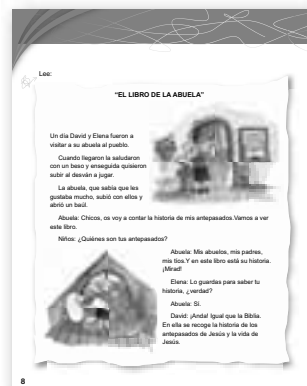 Lee:
“EL LIBRO DE LA ABUELA”
Un día David y Elena fueron a
visitar a su abuela al pueblo.
Cuando llegaron la saludaron
con un beso y enseguida quisieron
subir al desván a jugar.
La abuela, que sabía que les
gustaba mucho, subió con ellos y
abrió un baúl.
Abuela: Chicos, os voy a contar la historia de mis antepasados.Vamos a ver
este libro.
Niños: ¿Quiénes son tus antepasados?
Abuela: Mis abuelos, mis padres,
mis tíos.Y en este libro está su historia.
¡Mirad!
Elena: Lo guardas para saber tu
historia, ¿verdad?
Abuela: Sí.
David: ¡Anda! Igual que la Biblia.
En ella se recoge la historia de los
antepasados de Jesús y la vida de
Jesús.
8